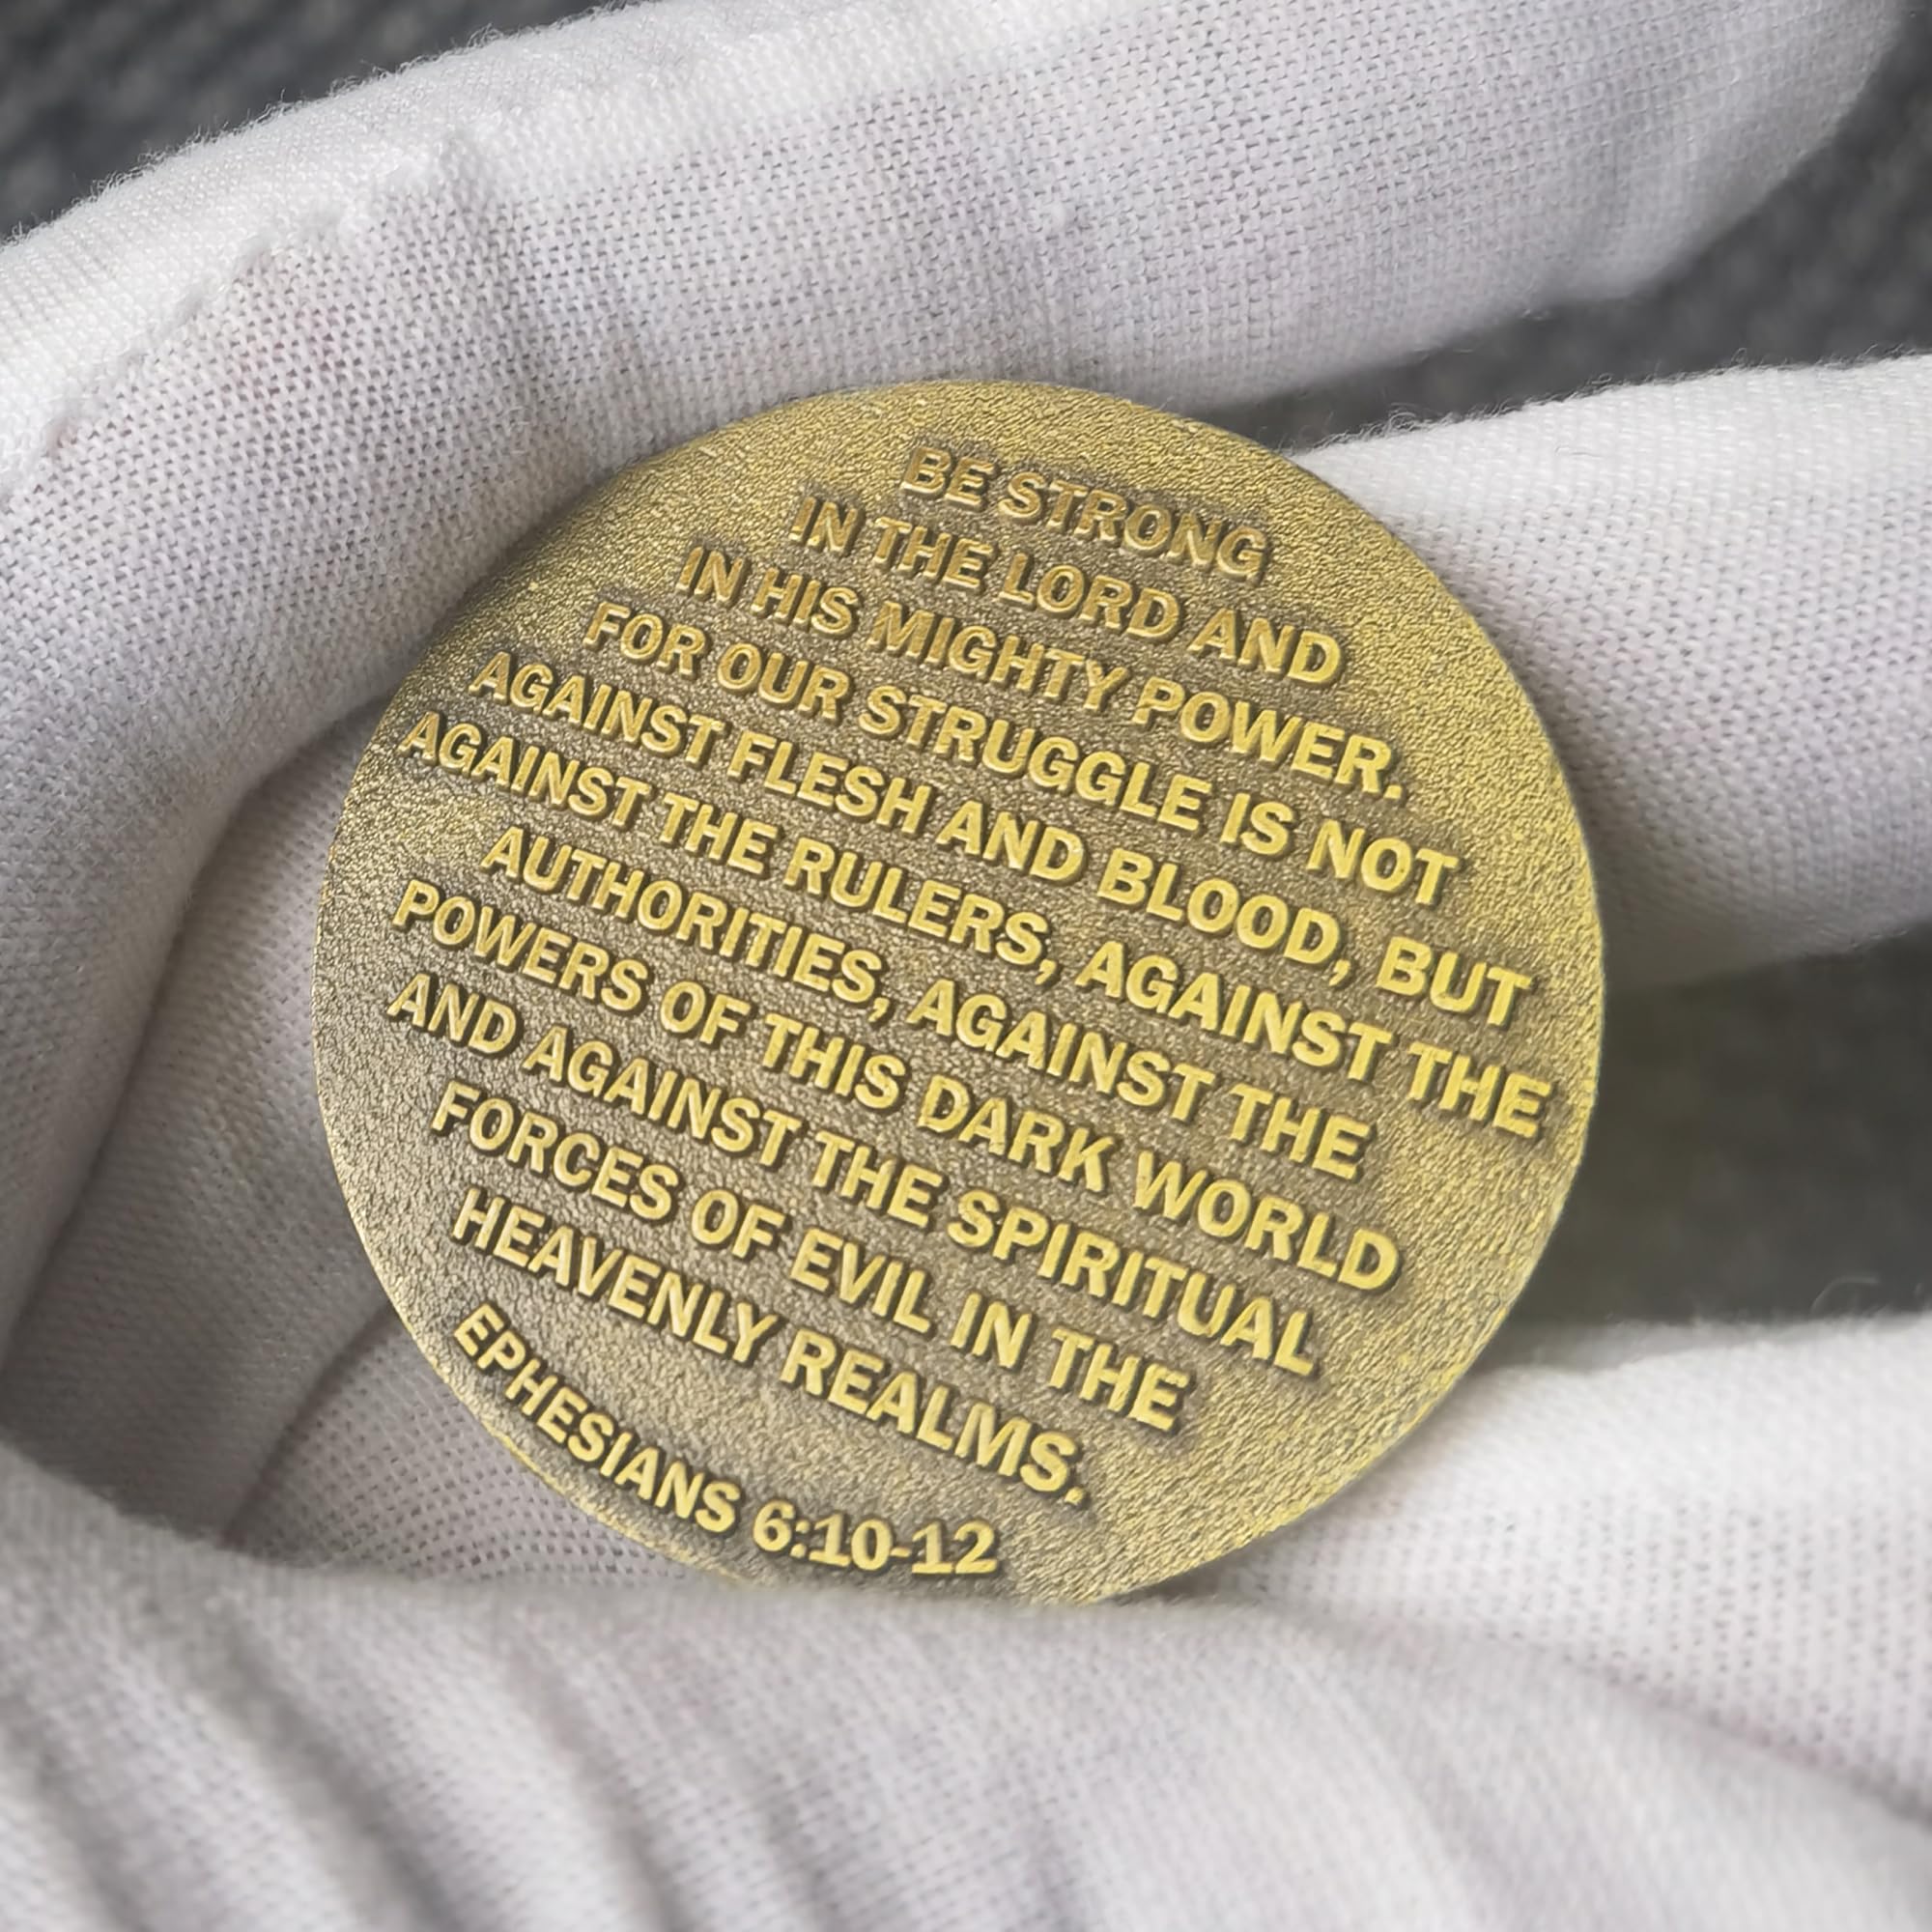 BE STRONG
IN THE LORD AND
IN HIS MIGHTY POWER.
FOR OUR STRUGGLE IS NOT
AGAINST FLESH AND BLOOD, BUT
AGAINST THE RULERS, AGAINST THE
AUTHORITIES, AGAINST THE
POWERS OF THIS DARK WORLD
AND AGAINST THE SPIRITUAL
FORCES OF EVIL IN THE
HEAVENLY REALMS.
EPHESIANS 6:10-12